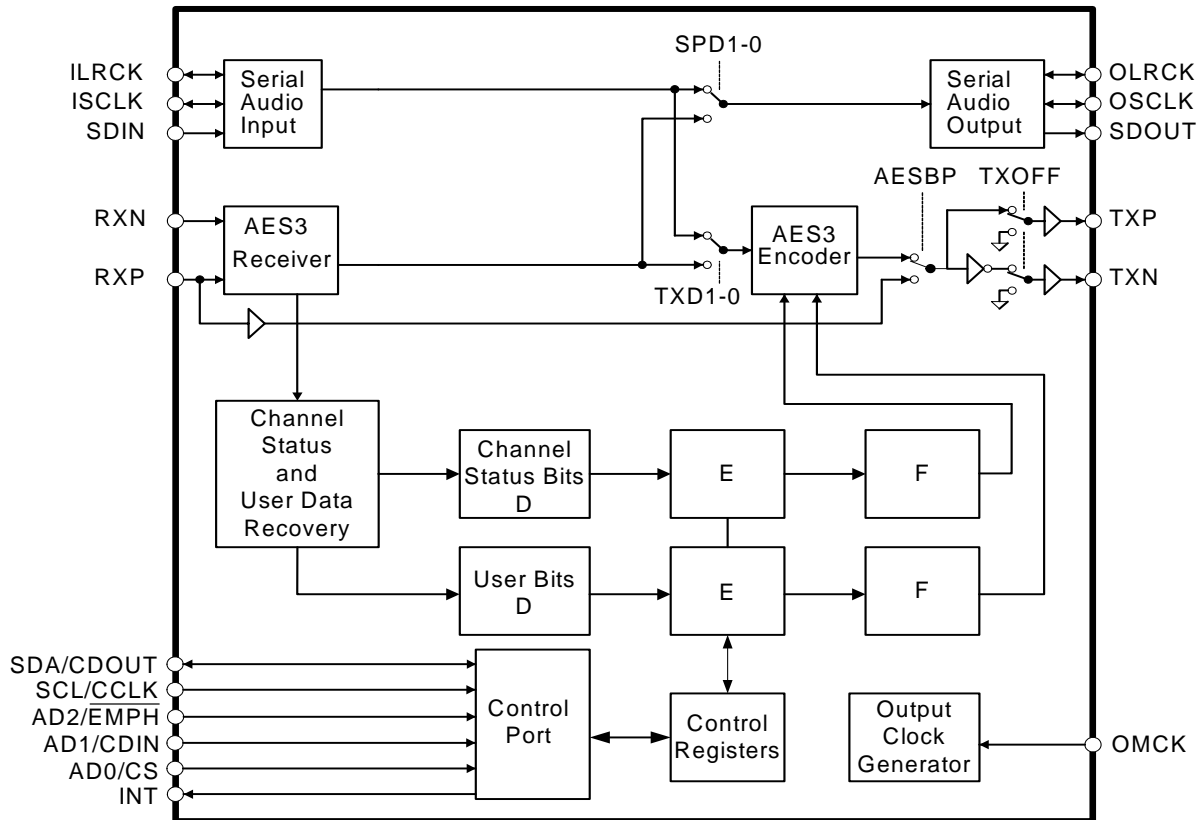 SPD1-0
ILRCK
ISCLK
SDIN
Serial
Audio
Input
Serial
Audio
Output
OLRCK
OSCLK
SDOUT
AESBP
TXOFF
RXN
RXP
AES3
Receiver
TXD1-0
AES3
Encoder
TXP
TXN
Channel
Status
and
User Data
Recovery
Channel
Status Bits
D
E
F
User Bits
D
E
F
SDA/CDOUT
SCL/CCLK
AD2/EMPH
AD1/CDIN
AD0/CS
INT
Control
Port
Control
Registers
Output
Clock
Generator
OMCK